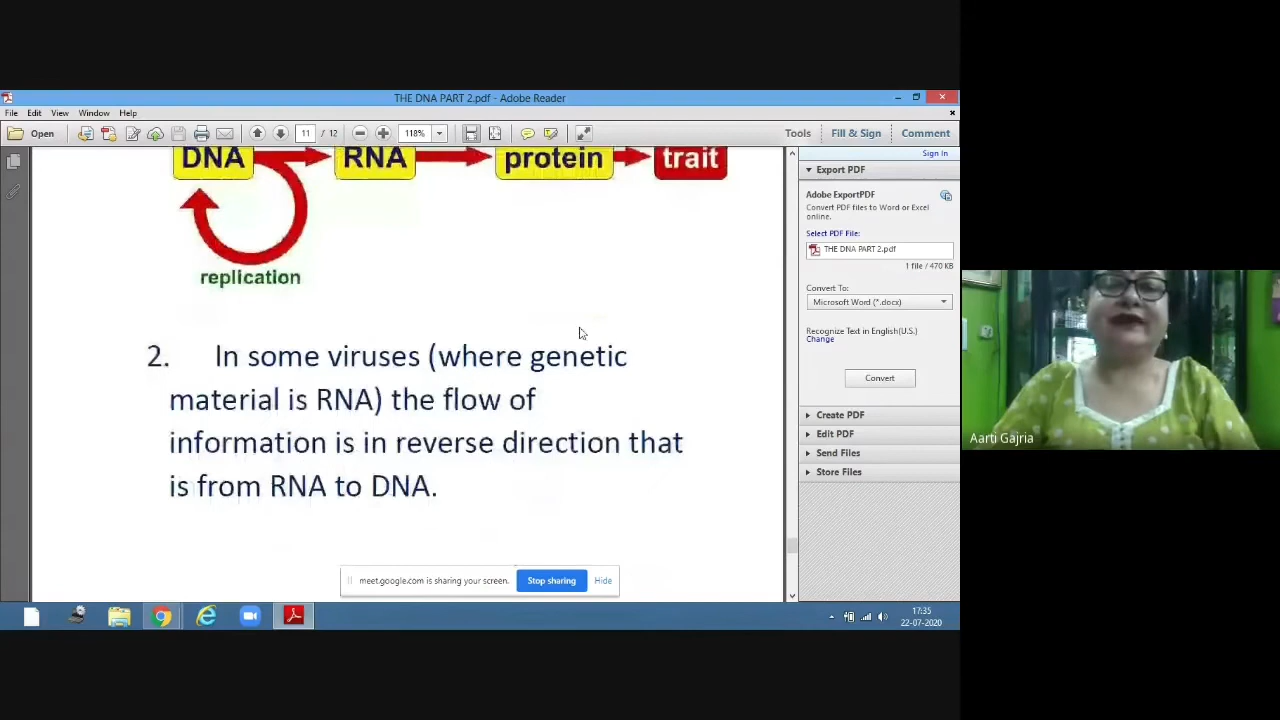 THE DNA PART 2.pdf - Adobe Reader
File Edit View Window Help
Open 11 / 12 118% Tools Fill & Sign Comment
Sign In
DNA RNA protein trait
replication
2. In some viruses (where genetic
material is RNA) the flow of
information is in reverse direction that
is from RNA to DNA.
Export PDF
Adobe ExportPDF
Convert PDF files to Word or Excel
online.
Select PDF File:
THE DNA PART 2.pdf
1 file / 470 KB
Convert To:
Microsoft Word (*.docx)
Recognize Text in English(U.S.)
Change
Convert
Create PDF
Edit PDF
Send Files
Store Files
meet.google.com is sharing your screen. Stop sharing Hide
17:35
22-07-2020
Aarti Gajria